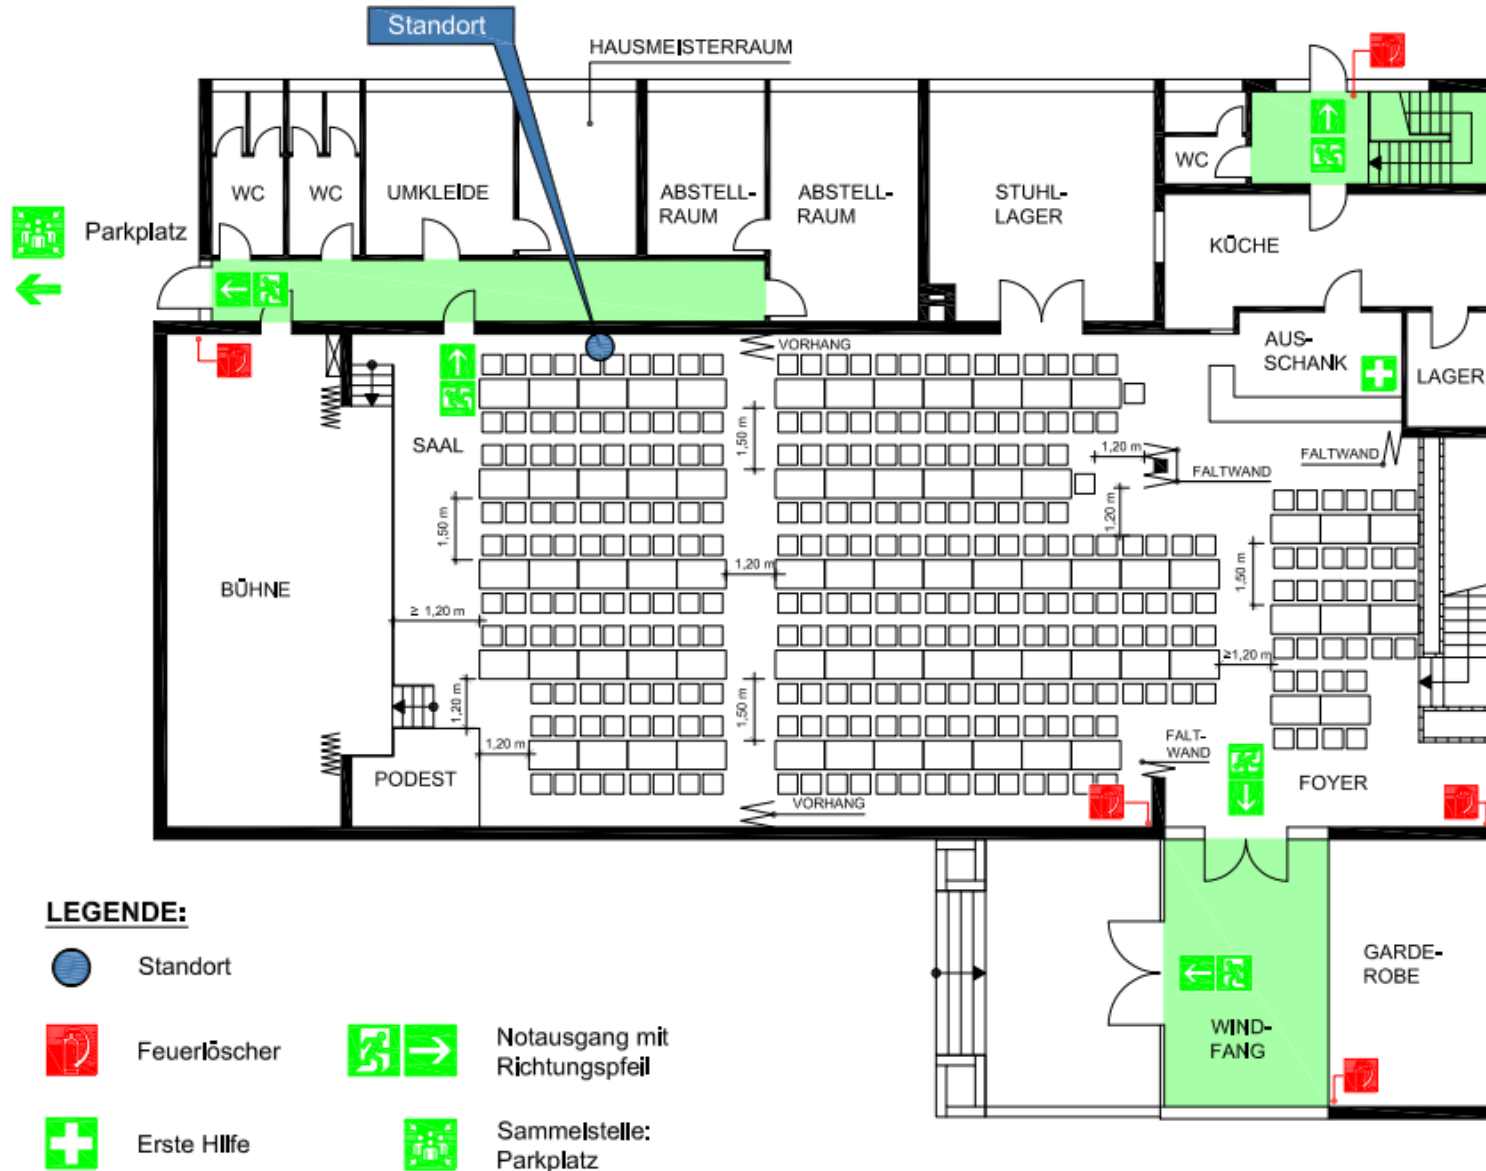 Standort
HAUSMEISTERRAUM
WC
WC
UMKLEIDE
ABSTELL-
RAUM
ABSTELL-
RAUM
STUHL-
LAGER
WC
KÜCHE
Parkplatz
VORHANG
AUS-
SCHANK
LAGER
SAAL
1,50 m
1,20 m
FALTWAND
FALTWAND
1,50 m
1,20 m
1,20 m
1,50 m
BÜHNE
≥ 1,20 m
≥1,20 m
1,20 m
1,50 m
1,20 m
FALT-
WAND
PODEST
VORHANG
FOYER
LEGENDE:
Standort
Feuerlöscher
Notausgang mit
Richtungspfeil
Erste Hilfe
Sammelstelle:
Parkplatz
GARDE-
ROBE
WIND-
FANG